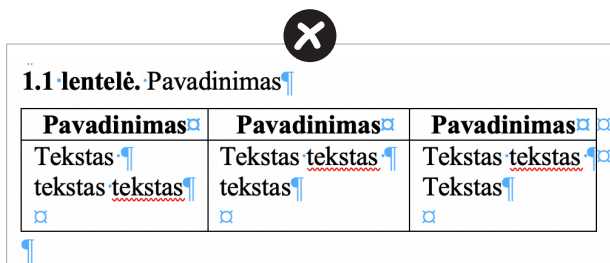 1.1 lentelė. Pavadinimas¶
Pavadinimas¤ Pavadinimas¤ Pavadinimas¤ ¤
Tekstas ¶ Tekstas tekstas ¶ Tekstas tekstas ¶ ¤
tekstas tekstas¶ tekstas¶ Tekstas¶
¤ ¤ ¤
¶